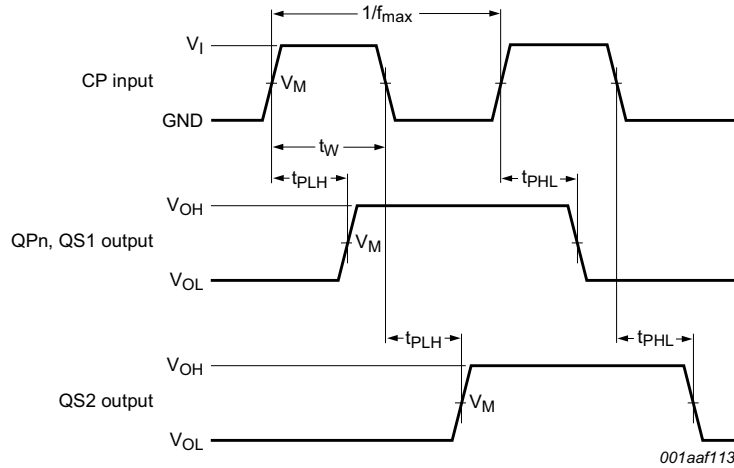 1/fmax
VI
CP input
VM
GND
tW
tPLH
tPHL
VOH
QPn, QS1 output
VM
VOL
tPLH
tPHL
VOH
QS2 output
VM
VOL
001aaf113